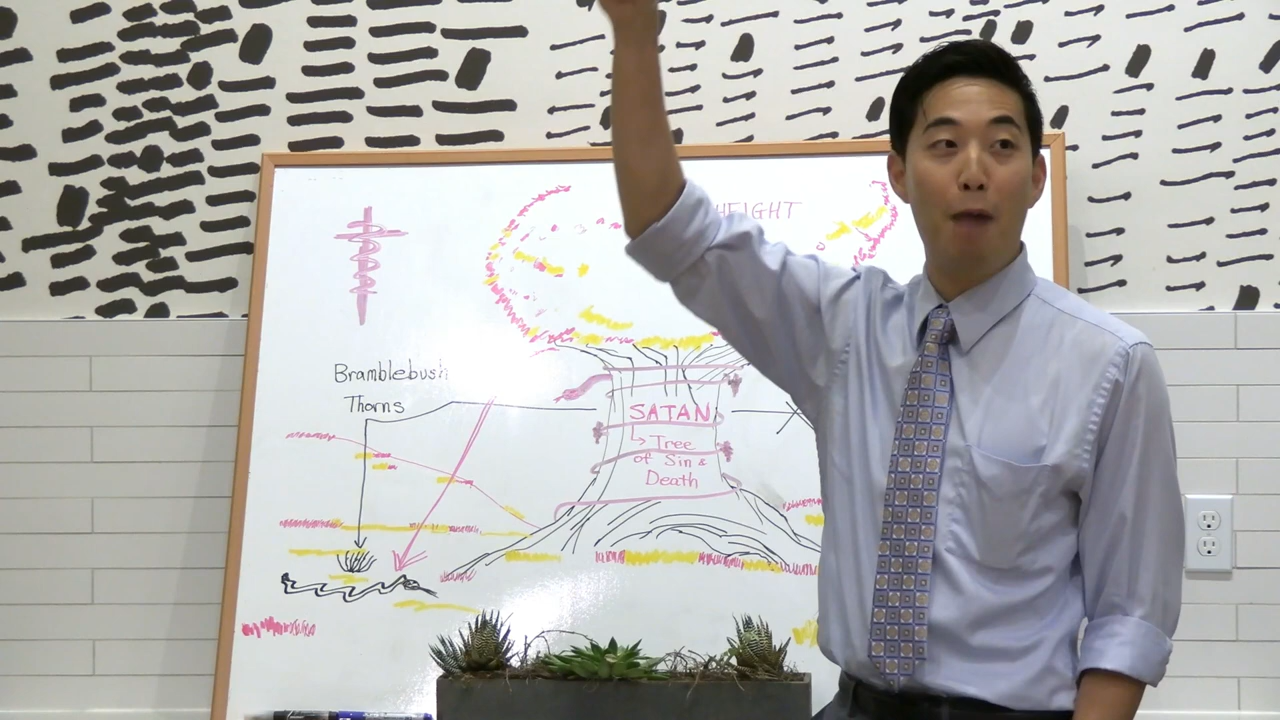 HEIGHT
Bramblebush
Thorns
SATAN
↳ Tree
of Sin &
Death